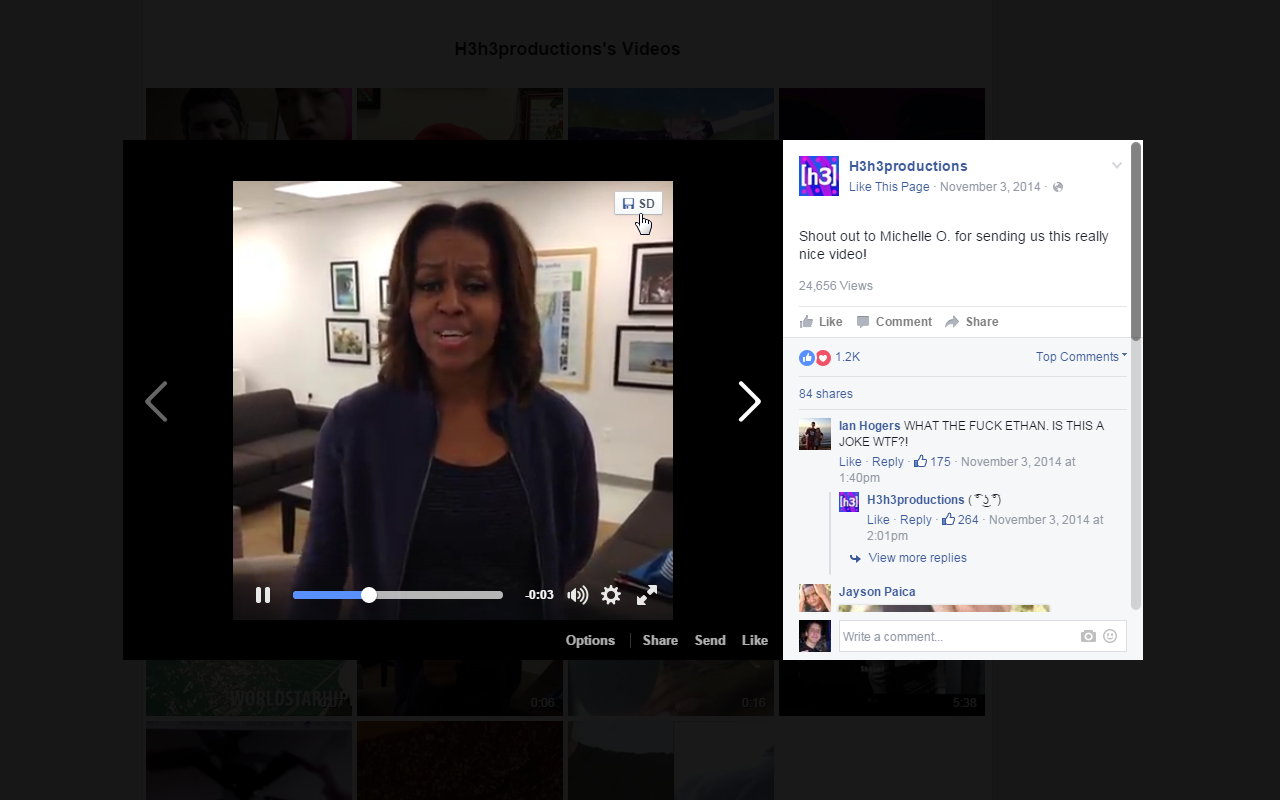 H3h3productions's Videos
SD
H3h3productions
Like This Page · November 3, 2014 ·
Shout out to Michelle O. for sending us this really
nice video!
24,656 Views
Like Comment Share
1.2K Top Comments
84 shares
Ian Hogers WHAT THE FUCK ETHAN. IS THIS A
JOKE WTF?!
Like · Reply · 175 · November 3, 2014 at
1:40pm
[h3]
H3h3productions ( ͡° ͜ʖ ͡°)
Like · Reply · 264 · November 3, 2014 at
2:01pm
View more replies
Jayson Paica
-0:03
Options Share Send Like
Write a comment...
WORLDSTARHIP
0:06
0:16
5:38